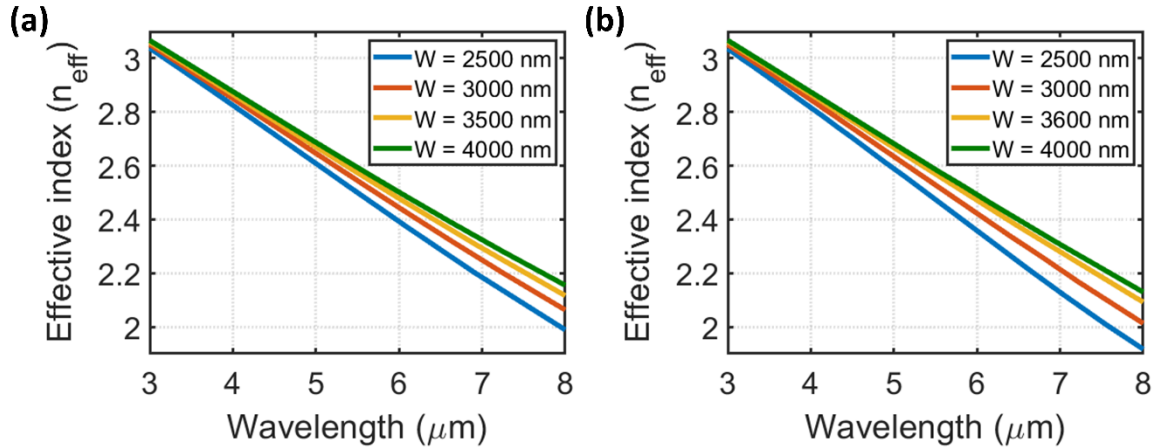 (a)
Effective index (n_eff)
3
2.8
2.6
2.4
2.2
2
3 4 5 6 7 8
Wavelength (μm)
W = 2500 nm
W = 3000 nm
W = 3500 nm
W = 4000 nm
(b)
Effective index (n_eff)
3
2.8
2.6
2.4
2.2
2
3 4 5 6 7 8
Wavelength (μm)
W = 2500 nm
W = 3000 nm
W = 3600 nm
W = 4000 nm